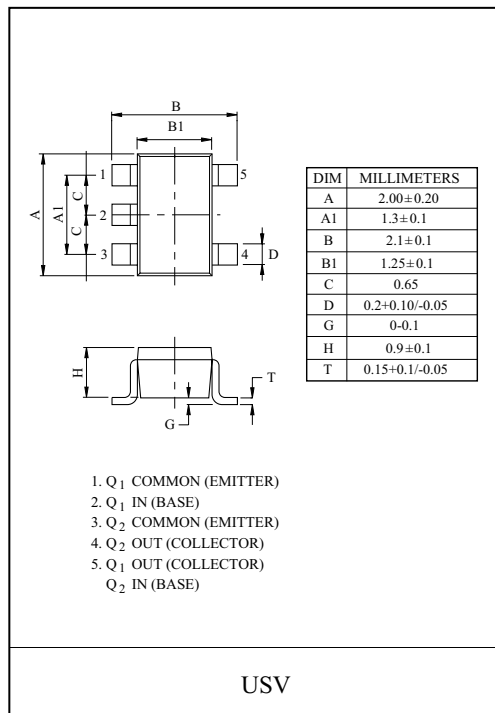 B
B1
1
5
A
A1
C
2
C
3
4
D
DIM MILLIMETERS
A 2.00±0.20
A1 1.3±0.1
B 2.1±0.1
B1 1.25±0.1
C 0.65
D 0.2+0.10/-0.05
G 0-0.1
H 0.9±0.1
T 0.15+0.1/-0.05
H
T
G
1. Q1 COMMON (EMITTER)
2. Q1 IN (BASE)
3. Q2 COMMON (EMITTER)
4. Q2 OUT (COLLECTOR)
5. Q1 OUT (COLLECTOR)
Q2 IN (BASE)
USV